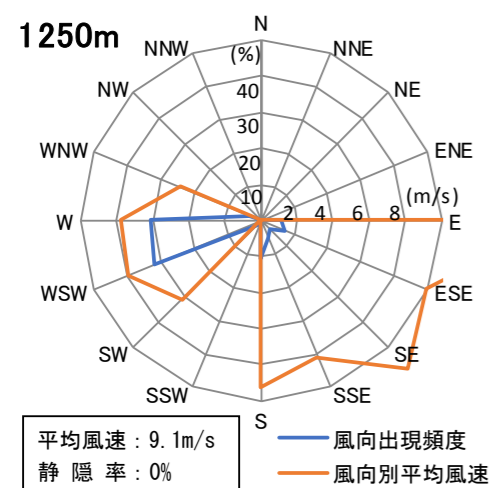 1250m
N
NNW
NNE
(%)
NW
NE
40
30
WNW
ENE
20
10
(m/s)
W
2
4
6
8
E
WSW
ESE
SW
SE
SSW
SSE
S
平均風速:9.1m/s
静 隠 率:0%
風向出現頻度
風向別平均風速